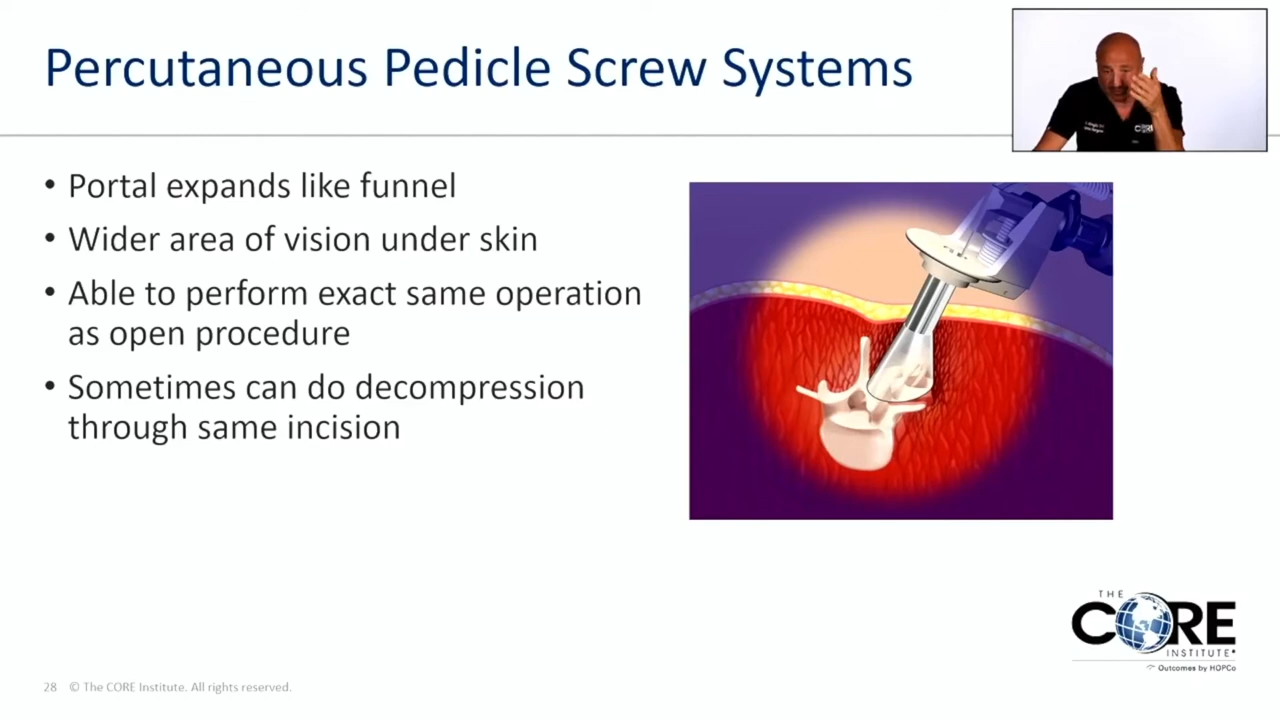 Percutaneous Pedicle Screw Systems
• Portal expands like funnel
• Wider area of vision under skin
• Able to perform exact same operation
as open procedure
• Sometimes can do decompression
through same incision
THE
CORE
INSTITUTE
Outcomes by HOPCo
28 © The CORE Institute. All rights reserved.